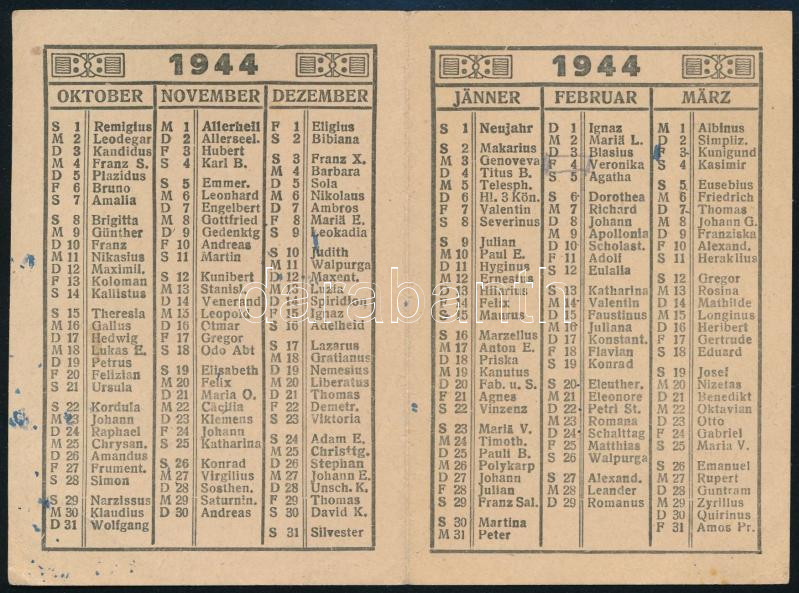 1944
OKTOBER
S 1 Remigius
M 2 Leodegar
D 3 Kandidus
M 4 Franz S.
D 5 Plazidus
F 6 Bruno
S 7 Amalia
S 8 Brigitta
M 9 Günther
D 10 Franz
M 11 Nikasius
D 12 Maximil.
F 13 Koloman
S 14 Kallistus
S 15 Theresia
M 16 Gallus
D 17 Hedwig
M 18 Lukas E.
D 19 Petrus
F 20 Felizian
S 21 Ursula
S 22 Kordula
M 23 Johann
D 24 Raphael
M 25 Chrysan.
D 26 Amandus
F 27 Frument.
S 28 Simon
S 29 Narzissus
M 30 Klaudius
D 31 Wolfgang
NOVEMBER
M 1 Allerheil
D 2 Allerseel.
F 3 Hubert
S 4 Karl B.
S 5 Emmer.
M 6 Leonhard
D 7 Engelbert
M 8 Gottfried
D 9 Gedenktg
F 10 Andreas
S 11 Martin
S 12 Kunibert
M 13 Stanisl.
D 14 Venerand
M 15 Leopold
D 16 Otmar
F 17 Gregor
S 18 Odo Abt
S 19 Elisabeth
M 20 Felix
D 21 Maria O.
M 22 Cäcilia
D 23 Klemens
F 24 Johann
S 25 Katharina
S 26 Konrad
M 27 Virgilius
D 28 Sosthen.
M 29 Saturnin.
D 30 Andreas
DEZEMBER
F 1 Eligius
S 2 Bibiana
S 3 Franz X.
M 4 Barbara
D 5 Sola
M 6 Nikolaus
D 7 Ambros
F 8 Mariä E.
S 9 Leokadia
S 10 Judith
M 11 Walpurga
D 12 Maxent.
M 13 Luzia
D 14 Spiridion
F 15 Ignaz
S 16 Adelheid
S 17 Lazarus
M 18 Gratianus
D 19 Nemesius
M 20 Liberatus
D 21 Thomas
F 22 Demetr.
S 23 Viktoria
S 24 Adam E.
M 25 Christtg.
D 26 Stephan
M 27 Johann E.
D 28 Unsch. K.
F 29 Thomas
S 30 David K.
S 31 Silvester
1944
JÄNNER
S 1 Neujahr
S 2 Makarius
M 3 Genoveva
D 4 Titus B.
M 5 Telesph.
D 6 Hl. 3 Kön.
F 7 Valentin
S 8 Severinus
S 9 Julian
M 10 Paul E.
D 11 Hyginus
M 12 Ernestus
D 13 Hilarius
F 14 Felix
S 15 Maurus
S 16 Marzellus
M 17 Anton E.
D 18 Priska
M 19 Kanutus
D 20 Fab. u. S.
F 21 Agnes
S 22 Vinzenz
S 23 Mariä V.
M 24 Timoth.
D 25 Pauli B.
M 26 Polykarp
D 27 Johann
F 28 Julian
S 29 Franz Sal.
S 30 Martina
M 31 Peter
FEBRUAR
D 1 Ignaz
M 2 Mariä L.
D 3 Blasius
F 4 Veronika
S 5 Agatha
S 6 Dorothea
M 7 Richard
D 8 Johann
M 9 Apollonia
D 10 Scholast.
F 11 Adolf
S 12 Eulalia
S 13 Katharina
M 14 Valentin
D 15 Faustinus
M 16 Juliana
D 17 Konstant.
F 18 Flavian
S 19 Konrad
S 20 Eleuther.
M 21 Eleonore
D 22 Petri St.
M 23 Romana
D 24 Schalttag
F 25 Matthias
S 26 Walpurga
S 27 Alexand.
M 28 Leander
D 29 Romanus
MÄRZ
M 1 Albinus
D 2 Simpliz.
F 3 Kunigund
S 4 Kasimir
S 5 Eusebius
M 6 Friedrich
D 7 Thomas
M 8 Johann G.
D 9 Franziska
F 10 Alexand.
S 11 Heraklius
S 12 Gregor
M 13 Rosina
D 14 Mathilde
M 15 Longinus
D 16 Heribert
F 17 Gertrude
S 18 Eduard
S 19 Josef
M 20 Nizetas
D 21 Benedikt
M 22 Oktavian
D 23 Otto
F 24 Gabriel
S 25 Maria V.
S 26 Emanuel
M 27 Rupert
D 28 Guntram
M 29 Zyrillus
D 30 Quirinus
F 31 Amos Pr.
darabanth